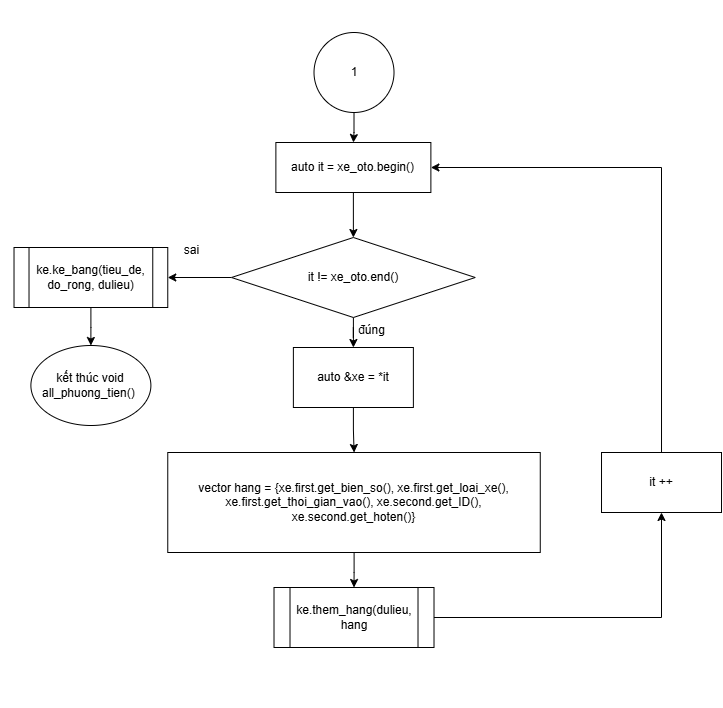 1
auto it = xe_oto.begin()
it != xe_oto.end()
sai
ke.ke_bang(tieu_de,
do_rong, dulieu)
kết thúc void
all_phuong_tien()
đúng
auto &xe = *it
vector hang = {xe.first.get_bien_so(), xe.first.get_loai_xe(),
xe.first.get_thoi_gian_vao(), xe.second.get_ID(),
xe.second.get_hoten()}
ke.them_hang(dulieu,
hang
it ++